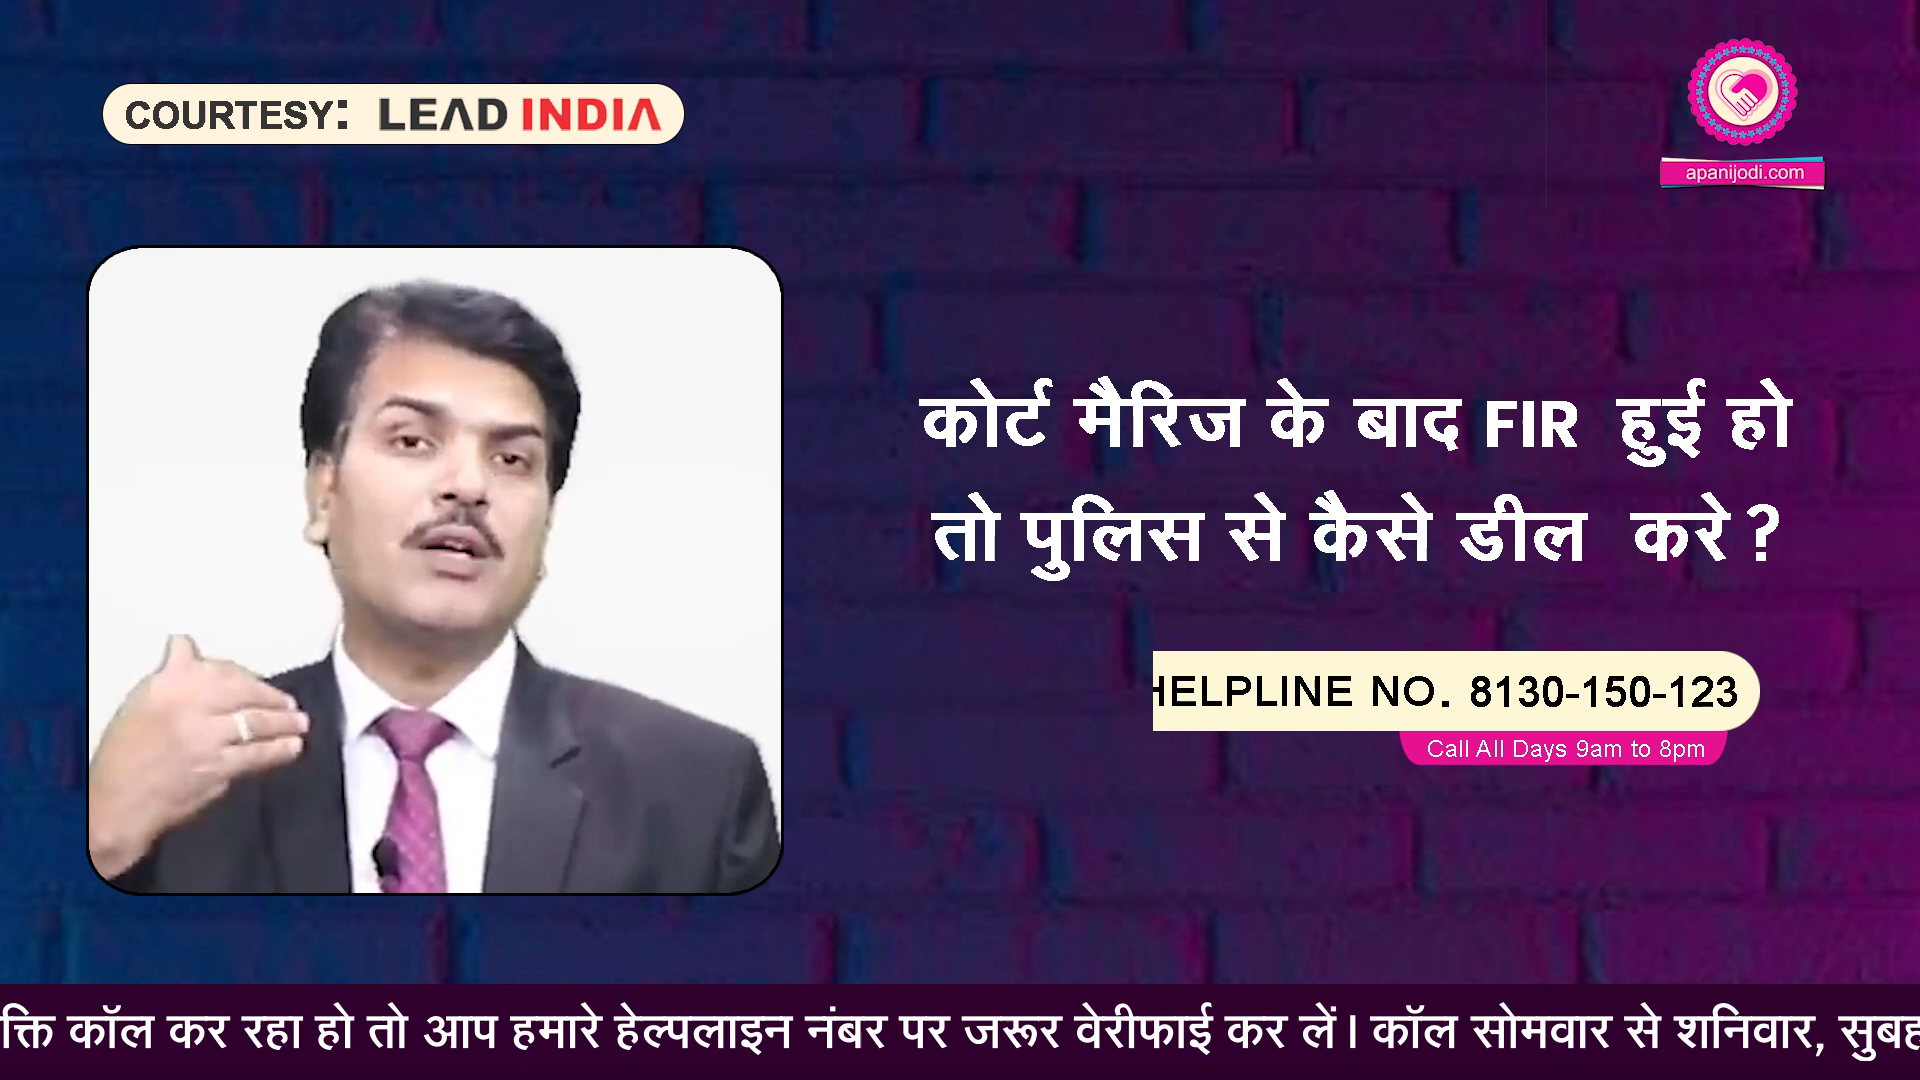 COURTESY: LEAD INDIA
apanijodi.com
कोर्ट मैरिज के बाद FIR हुई हो
तो पुलिस से कैसे डील करे ?
HELPLINE NO. 8130-150-123
Call All Days 9am to 8pm
कॉल कर रहा हो तो आप हमारे हेल्पलाइन नंबर पर जरूर वेरीफाई कर लें। कॉल सोमवार से शनिवार,